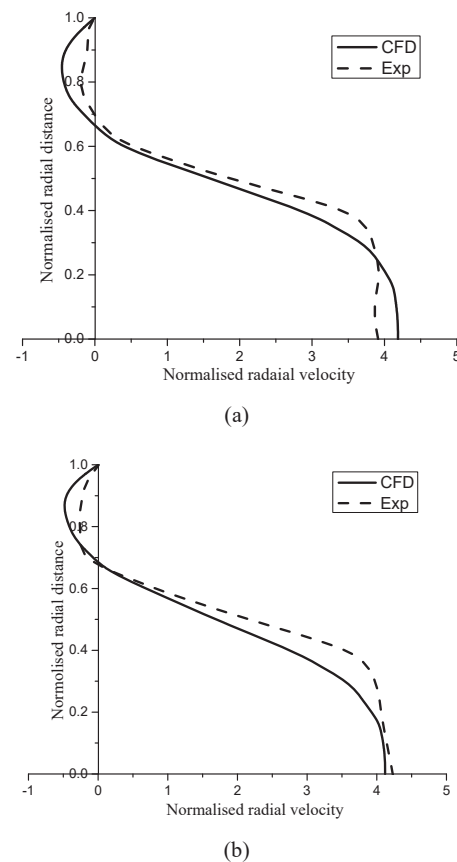 1.0
CFD
Exp
0.8
Normalised radial distance
0.6
0.4
0.2
0.0
-1 0 1 2 3 4 5
Normalised radaial velocity
(a)
1.0
CFD
Exp
0.8
Normolised radial distance
0.6
0.4
0.2
0.0
-1 0 1 2 3 4 5
Normalised radial velocity
(b)